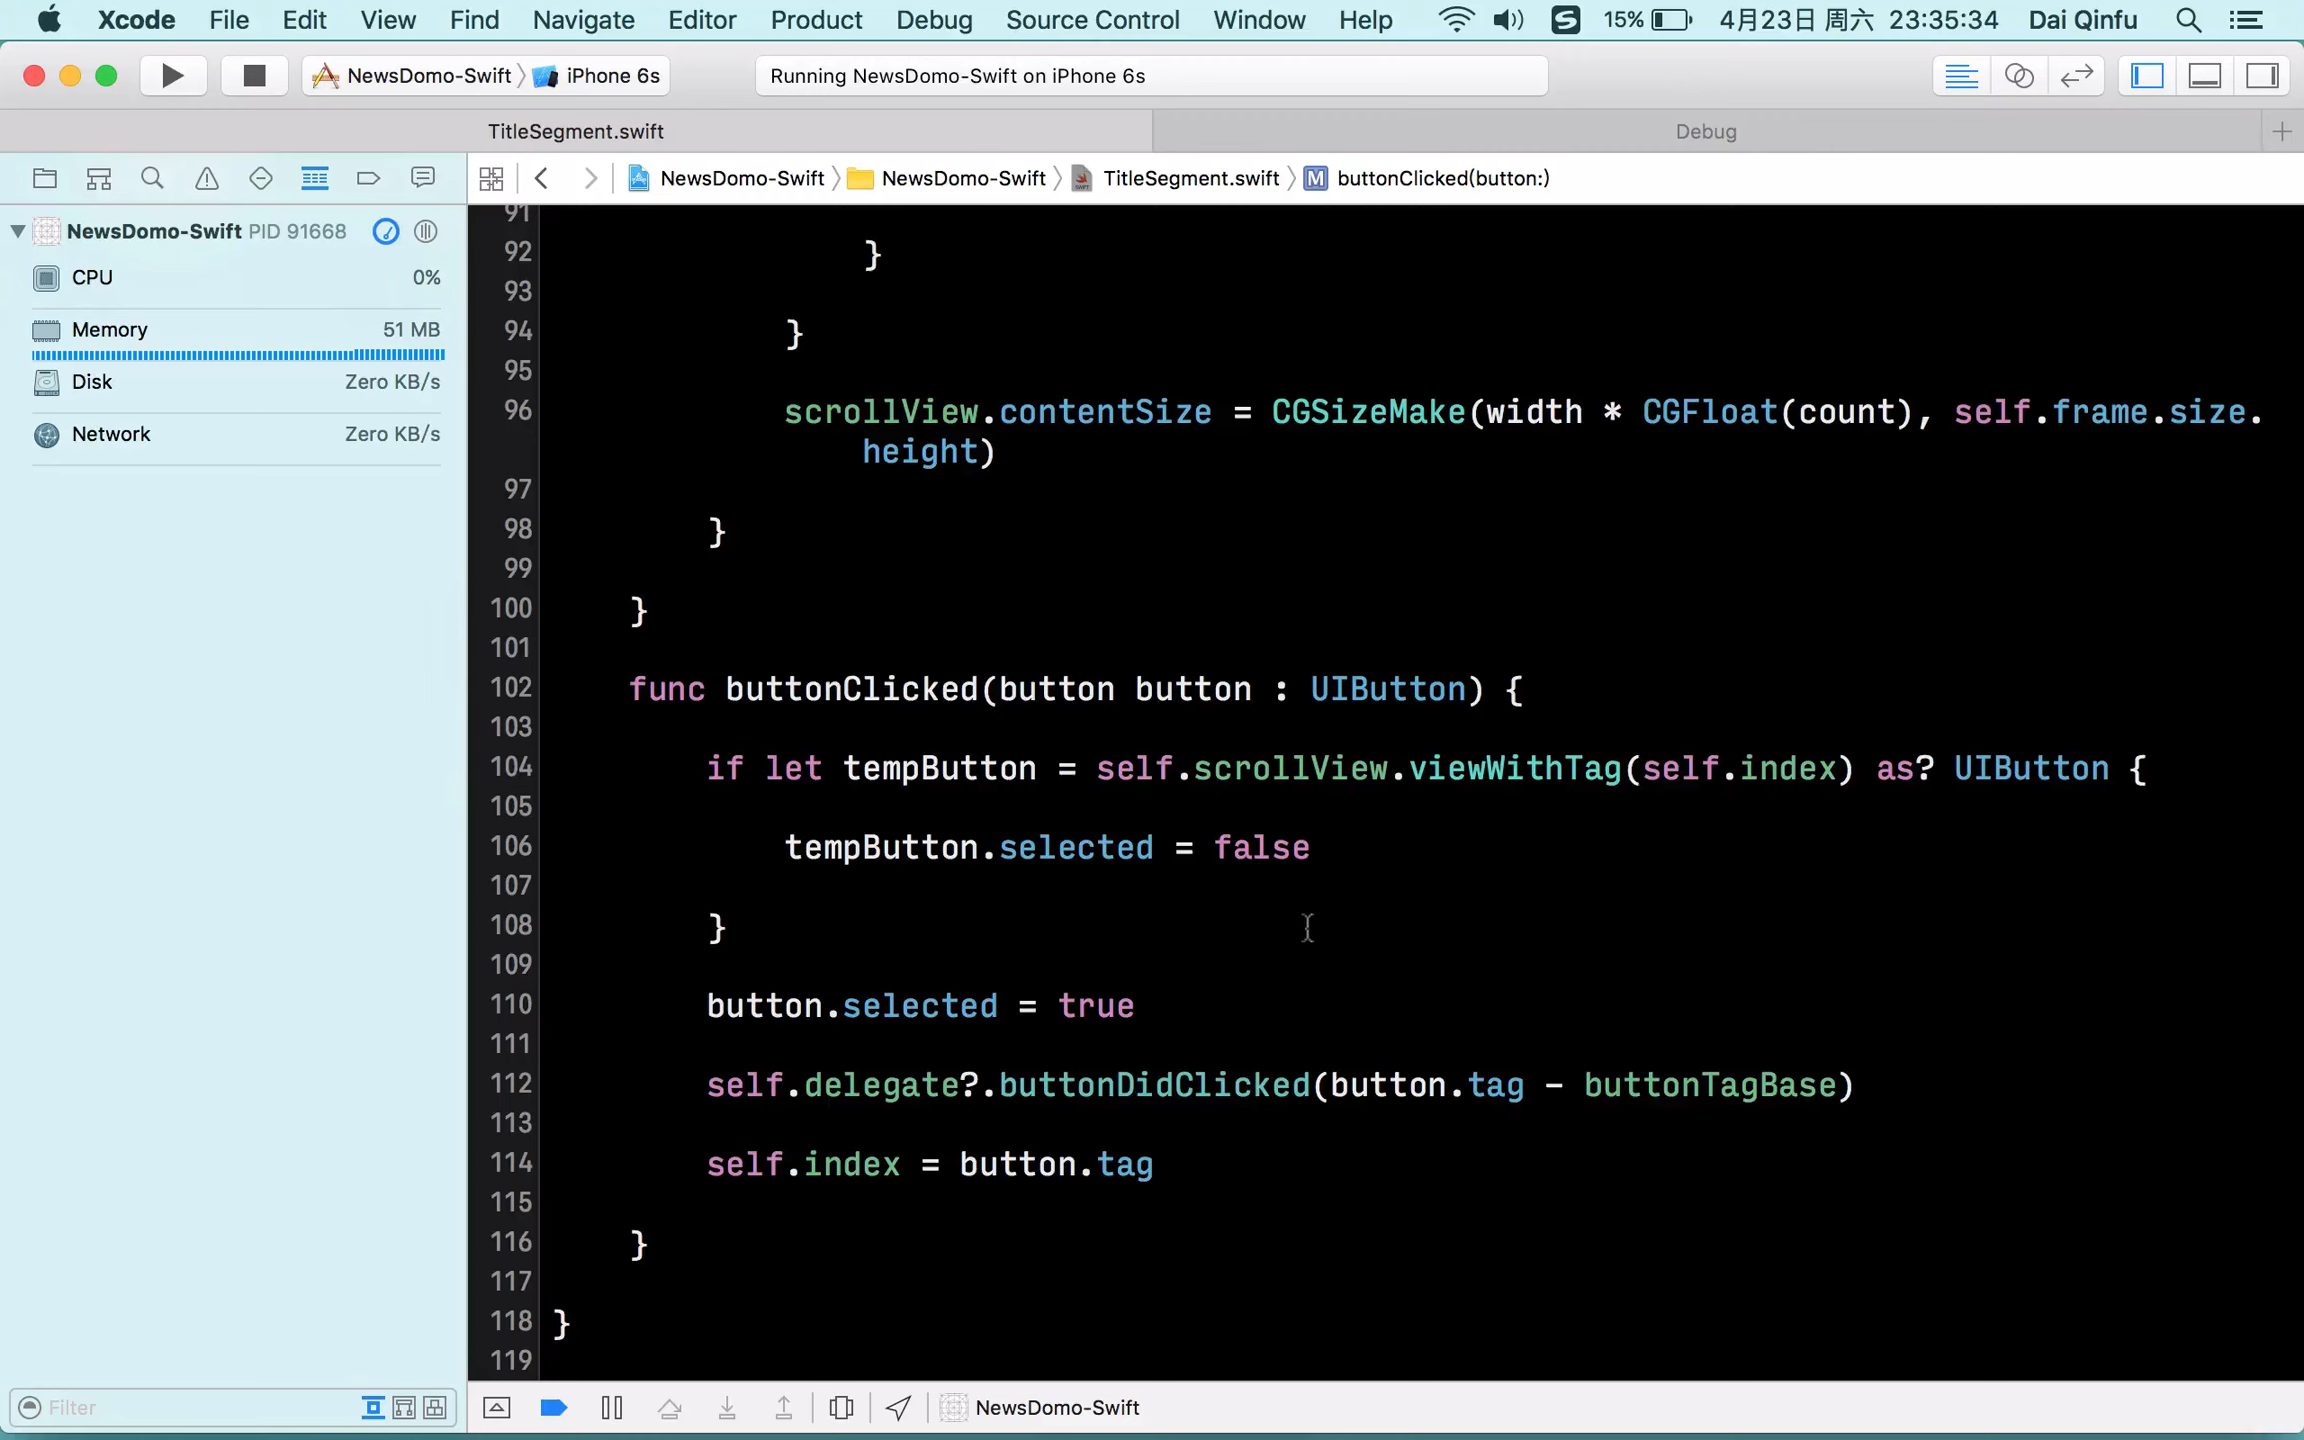 Xcode File Edit View Find Navigate Editor Product Debug Source Control Window Help S 15% 4月23日 周六 23:35:34 Dai Qinfu
NewsDomo-Swift iPhone 6s Running NewsDomo-Swift on iPhone 6s
TitleSegment.swift Debug
NewsDomo-Swift NewsDomo-Swift TitleSegment.swift M buttonClicked(button:)
NewsDomo-Swift PID 91668
CPU 0%
Memory 51 MB
Disk Zero KB/s
Network Zero KB/s
91
92 }
93
94 }
95
96 scrollView.contentSize = CGSizeMake(width * CGFloat(count), self.frame.size.
height)
97
98 }
99
100 }
101
102 func buttonClicked(button button : UIButton) {
103
104 if let tempButton = self.scrollView.viewWithTag(self.index) as? UIButton {
105
106 tempButton.selected = false
107
108 }
109
110 button.selected = true
111
112 self.delegate?.buttonDidClicked(button.tag - buttonTagBase)
113
114 self.index = button.tag
115
116 }
117
118 }
119
Filter NewsDomo-Swift